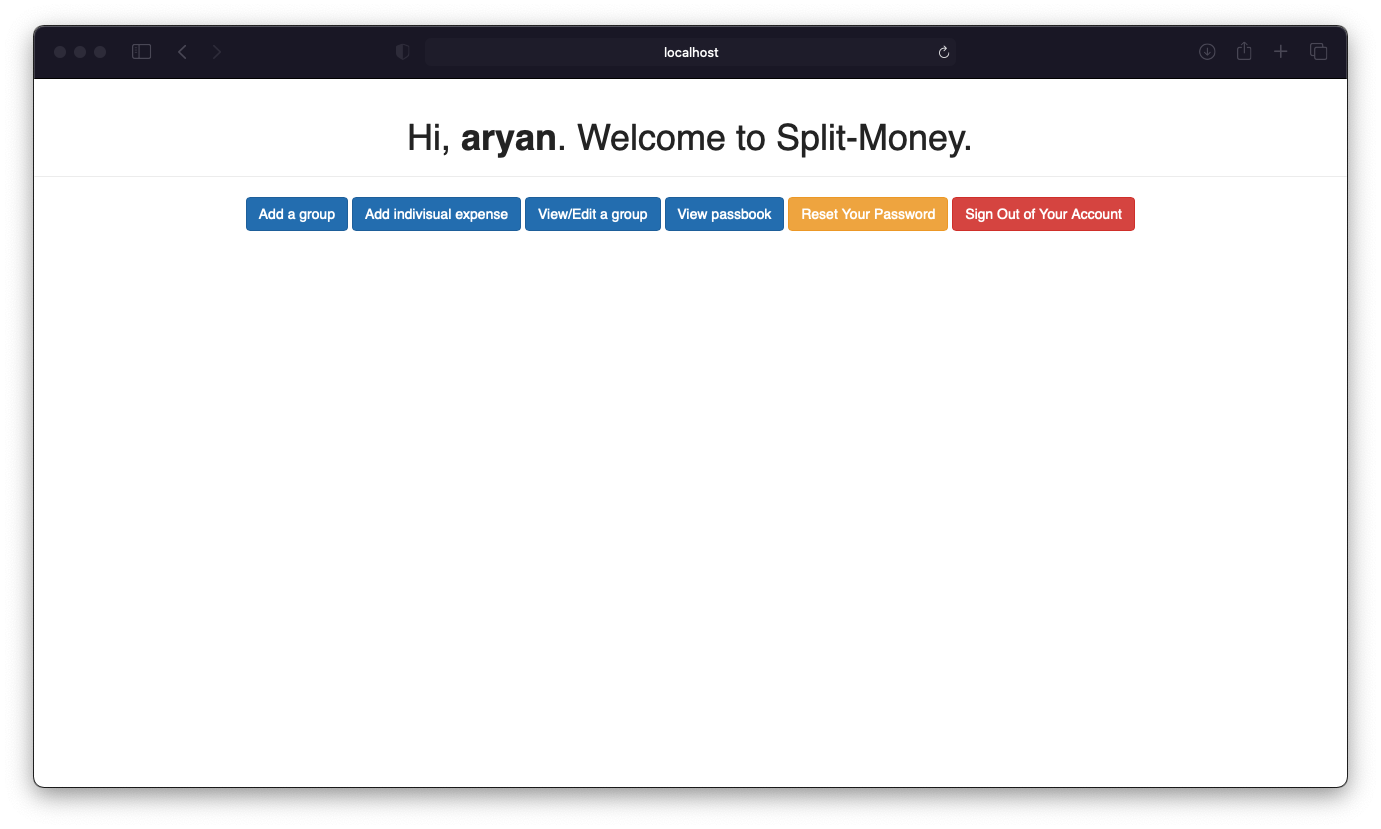 localhost
Hi, aryan. Welcome to Split-Money.
Add a group Add indivisual expense View/Edit a group View passbook Reset Your Password Sign Out of Your Account